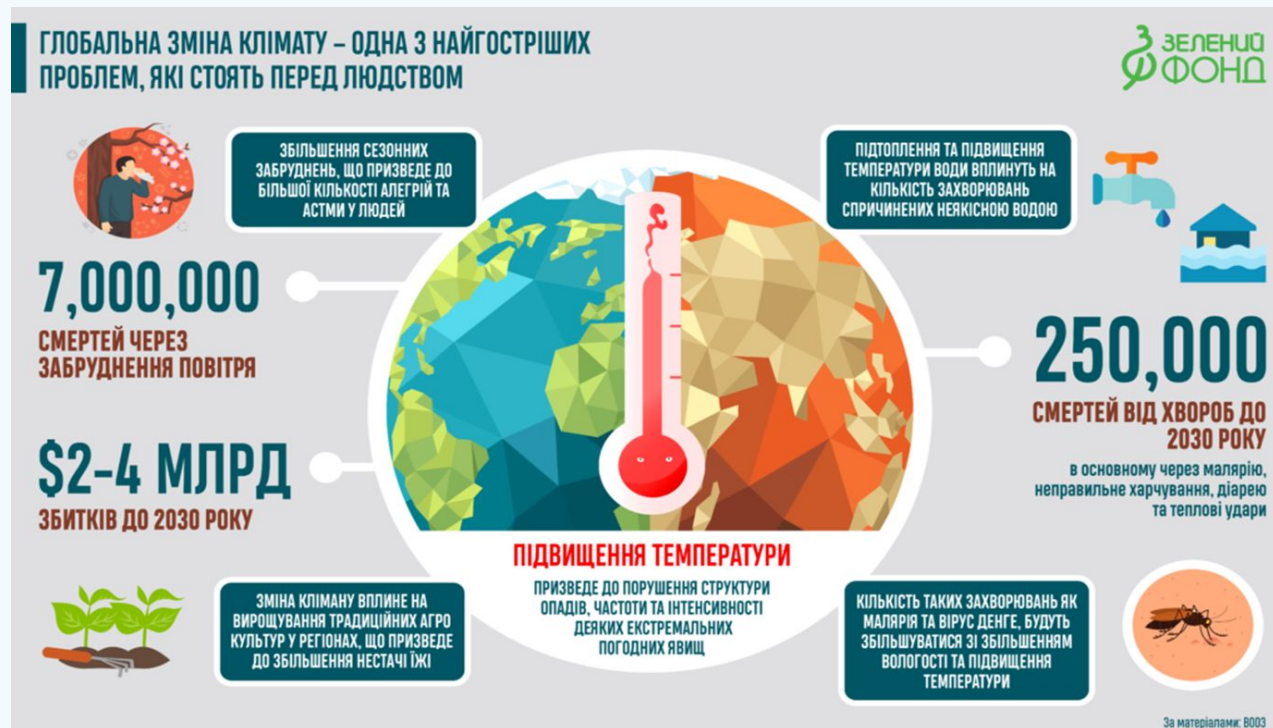 ГЛОБАЛЬНА ЗМІНА КЛІМАТУ – ОДНА З НАЙГОСТРІШИХ
ПРОБЛЕМ, ЯКІ СТОЯТЬ ПЕРЕД ЛЮДСТВОМ
ЗЕЛЕНИЙ
ФОНД
ЗБІЛЬШЕННЯ СЕЗОННИХ
ЗАБРУДНЕНЬ, ЩО ПРИЗВЕДЕ ДО
БІЛЬШОЇ КІЛЬКОСТІ АЛЕГРІЙ ТА
АСТМИ У ЛЮДЕЙ
7,000,000
СМЕРТЕЙ ЧЕРЕЗ
ЗАБРУДНЕННЯ ПОВІТРЯ
$2-4 МЛРД
ЗБИТКІВ ДО 2030 РОКУ
ЗМІНА КЛІМАНУ ВПЛИНЕ НА
ВИРОЩУВАННЯ ТРАДИЦІЙНИХ АГРО
КУЛЬТУР У РЕГІОНАХ, ЩО ПРИЗВЕДЕ
ДО ЗБІЛЬШЕННЯ НЕСТАЧІ ЇЖІ
ПІДВИЩЕННЯ ТЕМПЕРАТУРИ
ПРИЗВЕДЕ ДО ПОРУШЕННЯ СТРУКТУРИ
ОПАДІВ, ЧАСТОТИ ТА ІНТЕНСИВНОСТІ
ДЕЯКИХ ЕКСТРЕМАЛЬНИХ
ПОГОДНИХ ЯВИЩ
ПІДТОПЛЕННЯ ТА ПІДВИЩЕННЯ
ТЕМПЕРАТУРИ ВОДИ ВПЛИНУТЬ НА
КІЛЬКІСТЬ ЗАХВОРЮВАНЬ
СПРИЧИНЕНИХ НЕЯКІСНОЮ ВОДОЮ
250,000
СМЕРТЕЙ ВІД ХВОРОБ ДО
2030 РОКУ
в основному через малярію,
неправильне харчування, діарею
та теплові удари
КІЛЬКІСТЬ ТАКИХ ЗАХВОРЮВАНЬ ЯК
МАЛЯРІЯ ТА ВІРУС ДЕНГЕ, БУДУТЬ
ЗБІЛЬШУВАТИСЯ ЗІ ЗБІЛЬШЕННЯМ
ВОЛОГОСТІ ТА ПІДВИЩЕННЯ
ТЕМПЕРАТУРИ
За матеріалами: ВООЗ